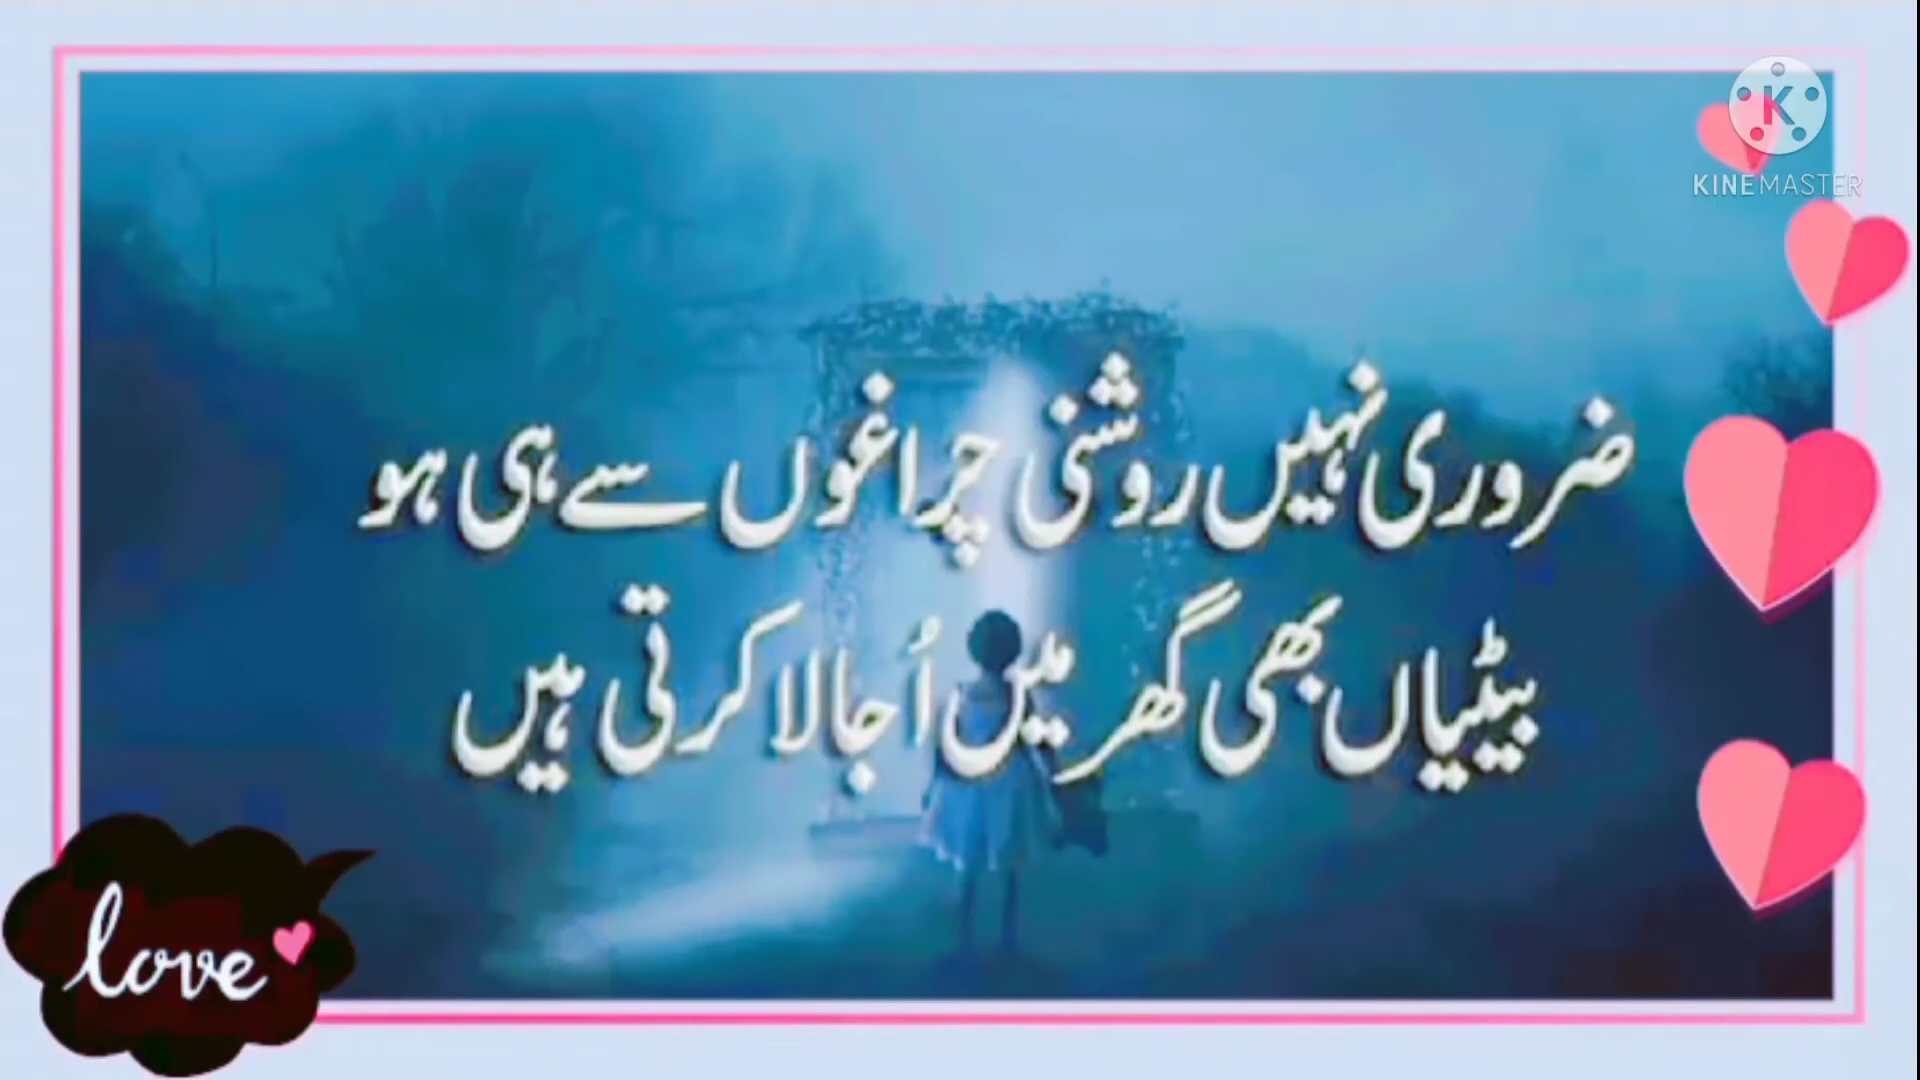 KINEMASTER
ضروری نہیں روشنی چراغوں سے ہی ہو
بیٹیاں بھی گھر میں اُجالا کرتی ہیں
love